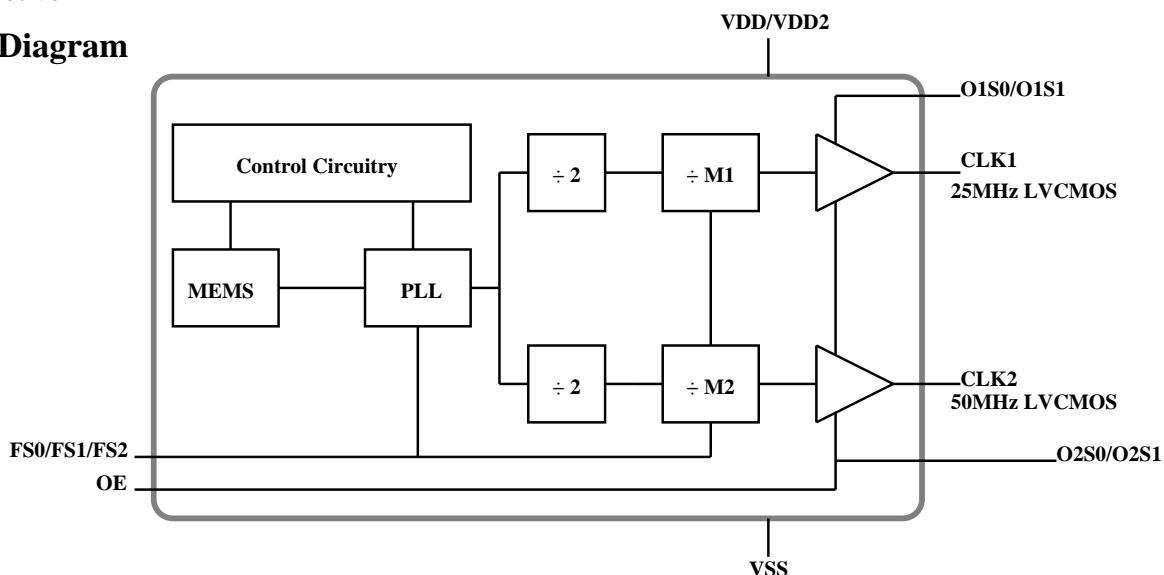 Diagram
VDD/VDD2
O1S0/O1S1
Control Circuitry
÷ 2
÷ M1
CLK1
25MHz LVCMOS
MEMS
PLL
÷ 2
÷ M2
CLK2
50MHz LVCMOS
FS0/FS1/FS2
O2S0/O2S1
OE
VSS